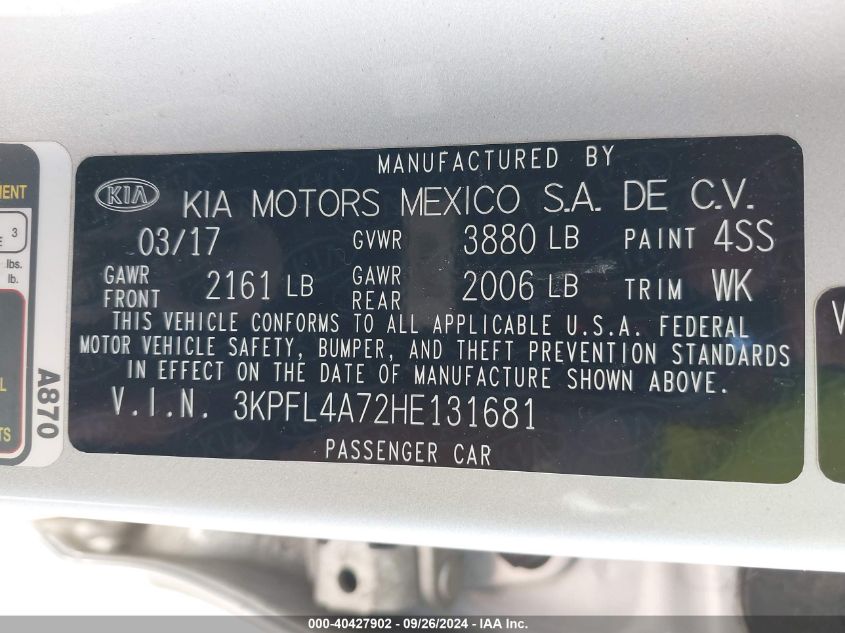 MANUFACTURED BY
KIA KIA MOTORS MEXICO S.A. DE C.V.
03/17 GVWR 3880 LB PAINT 4SS
GAWR FRONT 2161 LB GAWR REAR 2006 LB TRIM WK
THIS VEHICLE CONFORMS TO ALL APPLICABLE U.S.A. FEDERAL
MOTOR VEHICLE SAFETY, BUMPER, AND THEFT PREVENTION STANDARDS
IN EFFECT ON THE DATE OF MANUFACTURE SHOWN ABOVE.
V.I.N. 3KPFL4A72HE131681
PASSENGER CAR
3
lbs.
lb.
A870
000-40427902 - 09/26/2024 - IAA Inc.